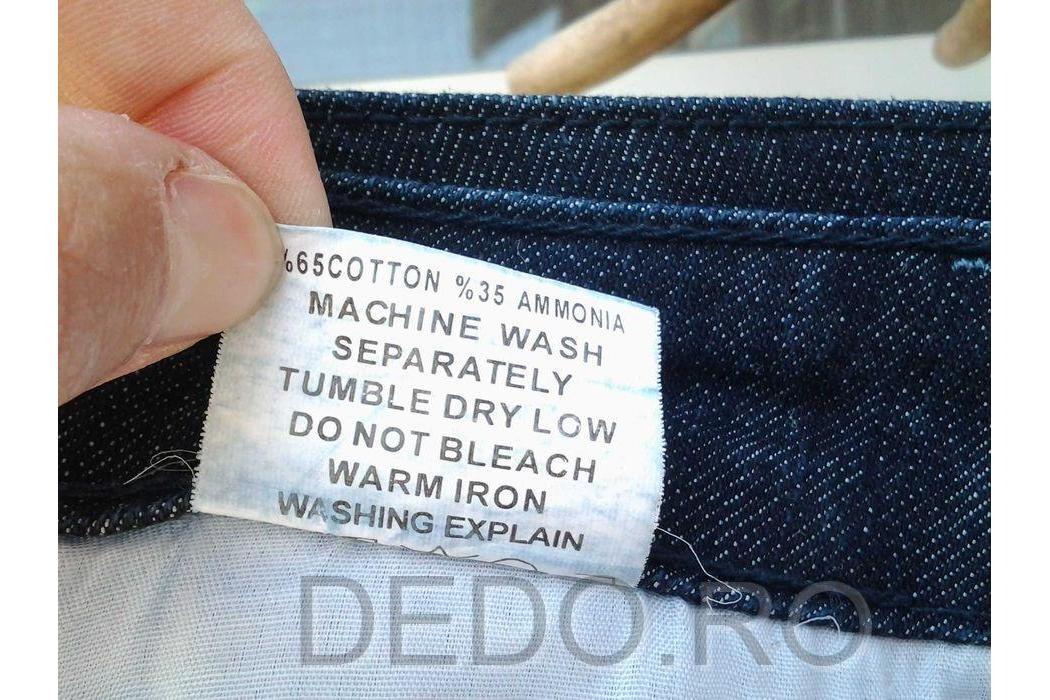 %65COTTON %35 AMMONIA
MACHINE WASH
SEPARATELY
TUMBLE DRY LOW
DO NOT BLEACH
WARM IRON
WASHING EXPLAIN
DEDO.RO